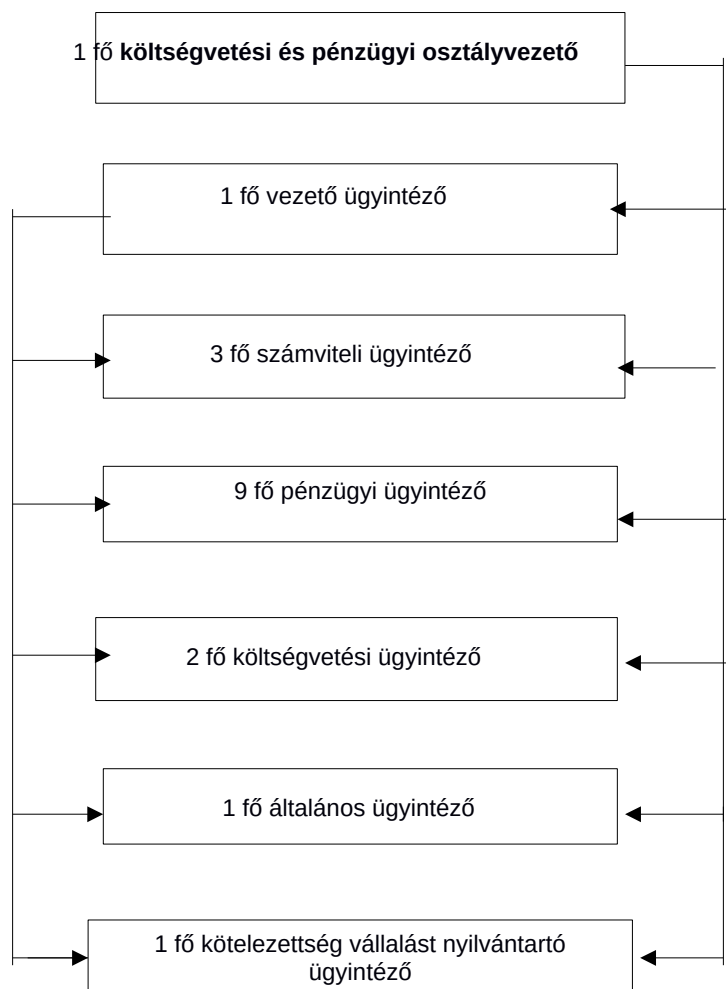 1 fő költségvetési és pénzügyi osztályvezető
1 fő vezető ügyintéző
3 fő számviteli ügyintéző
9 fő pénzügyi ügyintéző
2 fő költségvetési ügyintéző
1 fő általános ügyintéző
1 fő kötelezettség vállalást nyilvántartó
ügyintéző